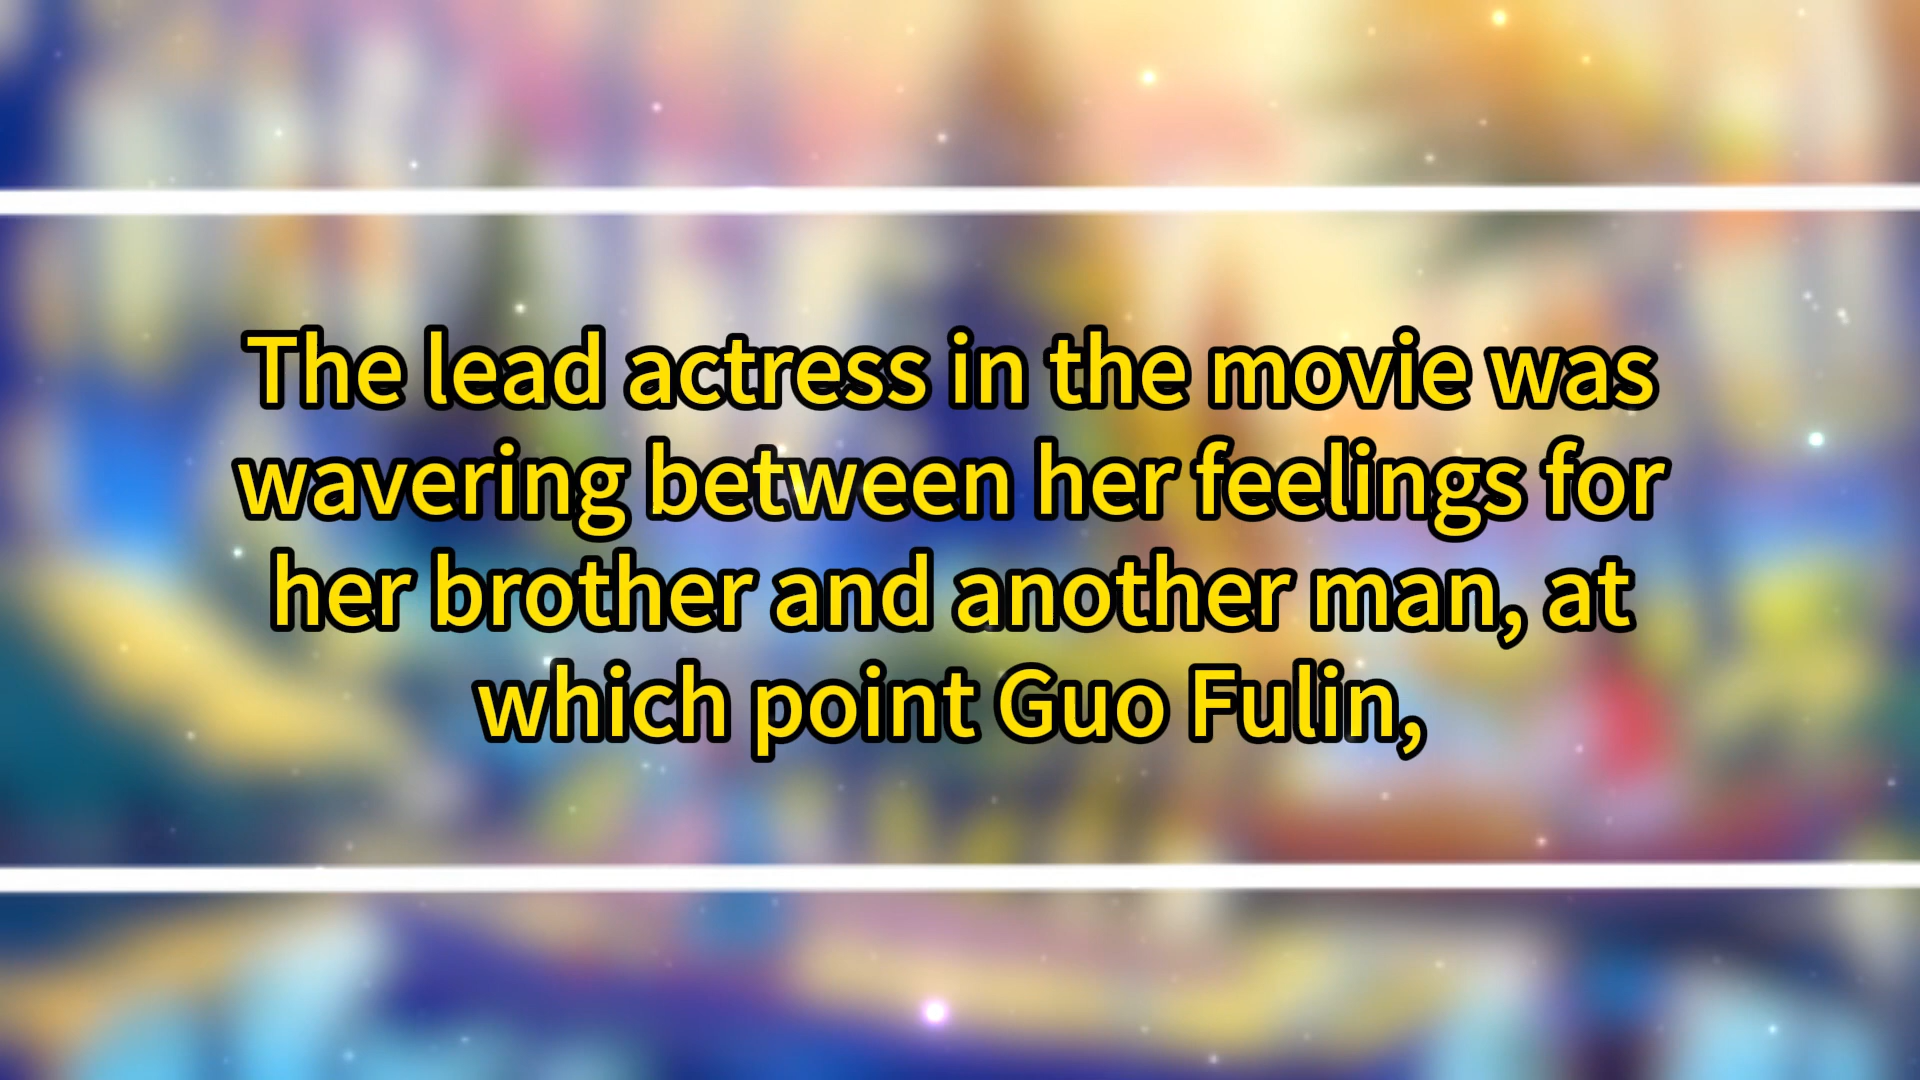 The lead actress in the movie was
wavering between her feelings for
her brother and another man, at
which point Guo Fulin,